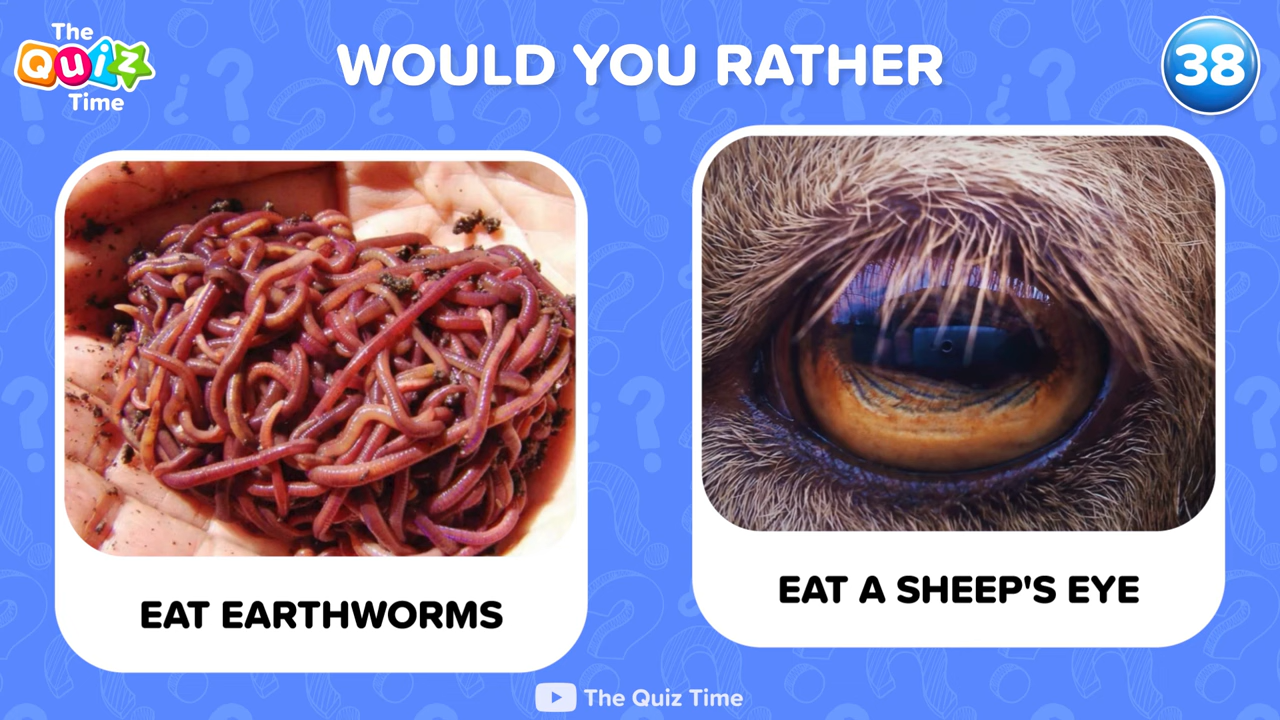 The
Quiz
Time
WOULD YOU RATHER
38
EAT EARTHWORMS
EAT A SHEEP'S EYE
The Quiz Time